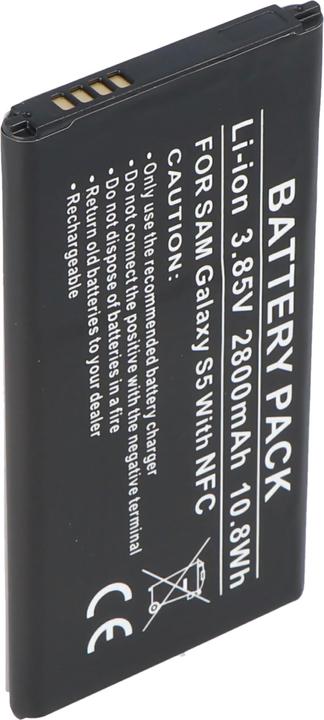 BATTERY PACK
Li-ion 3.85V 2800mAh 10.8Wh
FOR SAM Galaxy S5 With NFC
CAUTION:
•Only use the recommended battery charger
•Do not connect the positive with the negative terminal
•Do not dispose of batteries in a fire
•Return dead batteries to your dealer
•Rechargeable
CE